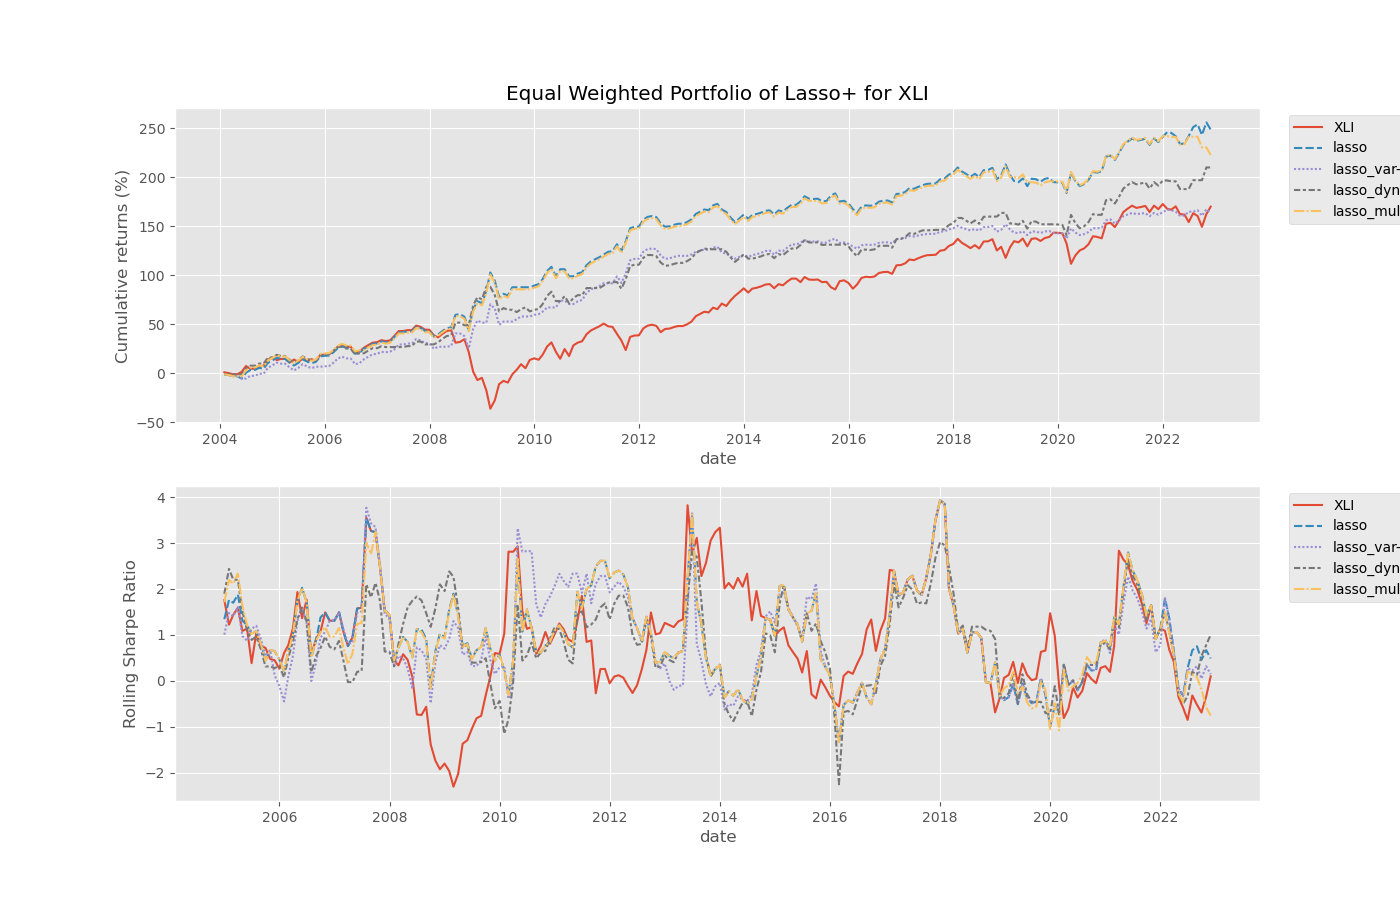 Equal Weighted Portfolio of Lasso+ for XLI
Cumulative returns (%)
250
200
150
100
50
0
−50
2004 2006 2008 2010 2012 2014 2016 2018 2020 2022
date
XLI
lasso
lasso_var-
lasso_dyn
lasso_mul
Rolling Sharpe Ratio
4
3
2
1
0
−1
−2
2006 2008 2010 2012 2014 2016 2018 2020 2022
date
XLI
lasso
lasso_var-
lasso_dyn
lasso_mul